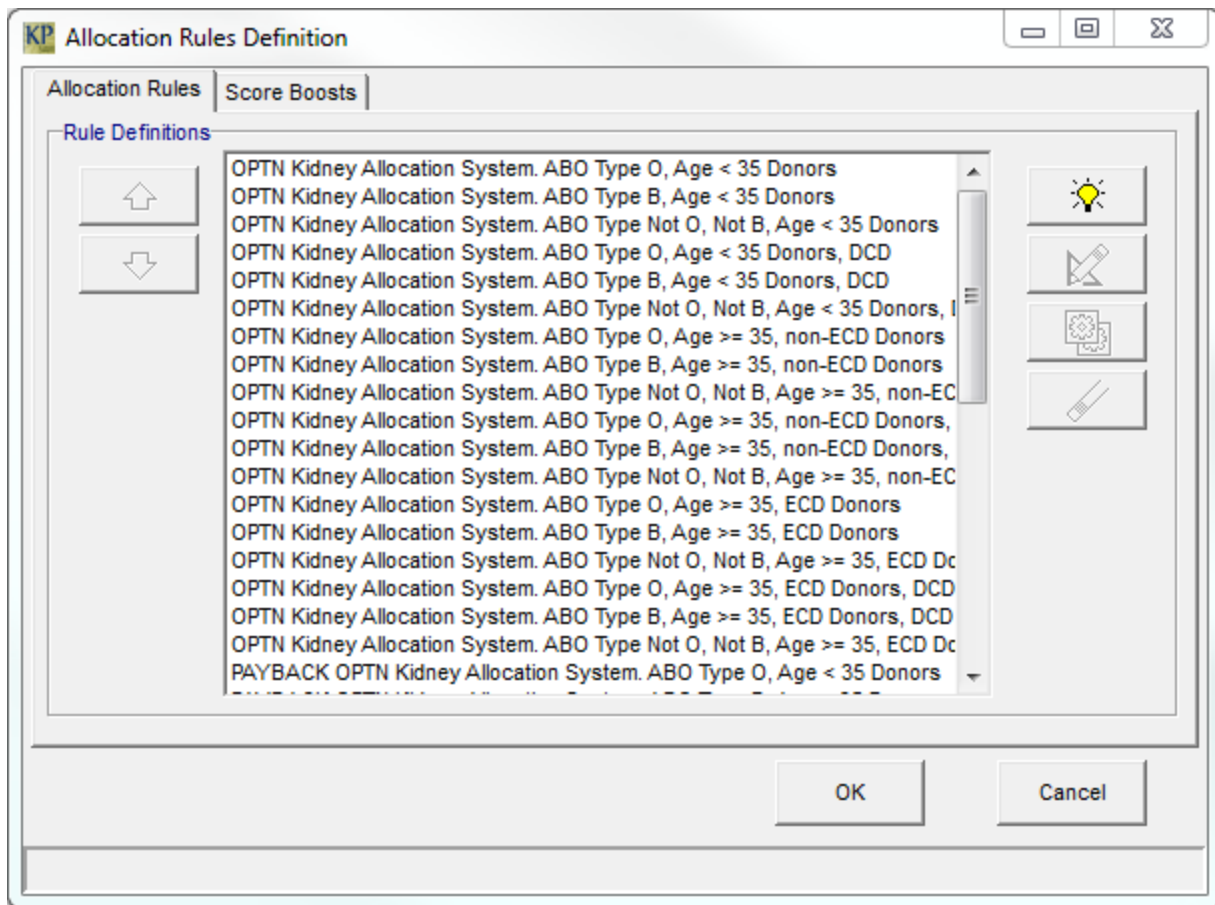 KP Allocation Rules Definition
Allocation Rules Score Boosts
Rule Definitions
OPTN Kidney Allocation System. ABO Type O, Age < 35 Donors
OPTN Kidney Allocation System. ABO Type B, Age < 35 Donors
OPTN Kidney Allocation System. ABO Type Not O, Not B, Age < 35 Donors
OPTN Kidney Allocation System. ABO Type O, Age < 35 Donors, DCD
OPTN Kidney Allocation System. ABO Type B, Age < 35 Donors, DCD
OPTN Kidney Allocation System. ABO Type Not O, Not B, Age < 35 Donors,
OPTN Kidney Allocation System. ABO Type O, Age >= 35, non-ECD Donors
OPTN Kidney Allocation System. ABO Type B, Age >= 35, non-ECD Donors
OPTN Kidney Allocation System. ABO Type Not O, Not B, Age >= 35, non-EC
OPTN Kidney Allocation System. ABO Type O, Age >= 35, non-ECD Donors,
OPTN Kidney Allocation System. ABO Type B, Age >= 35, non-ECD Donors,
OPTN Kidney Allocation System. ABO Type Not O, Not B, Age >= 35, non-EC
OPTN Kidney Allocation System. ABO Type O, Age >= 35, ECD Donors
OPTN Kidney Allocation System. ABO Type B, Age >= 35, ECD Donors
OPTN Kidney Allocation System. ABO Type Not O, Not B, Age >= 35, ECD Do
OPTN Kidney Allocation System. ABO Type O, Age >= 35, ECD Donors, DCD
OPTN Kidney Allocation System. ABO Type B, Age >= 35, ECD Donors, DCD
OPTN Kidney Allocation System. ABO Type Not O, Not B, Age >= 35, ECD Do
PAYBACK OPTN Kidney Allocation System. ABO Type O, Age < 35 Donors
OK Cancel